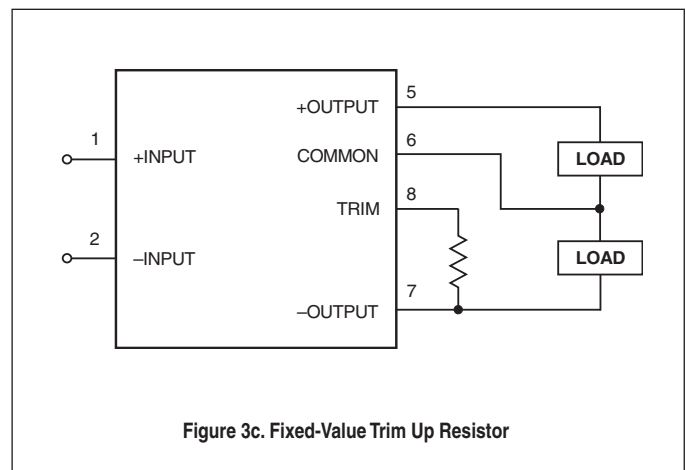 5
+OUTPUT
1
6
+INPUT
COMMON
LOAD
8
TRIM
2
–INPUT
LOAD
7
–OUTPUT
Figure 3c. Fixed-Value Trim Up Resistor